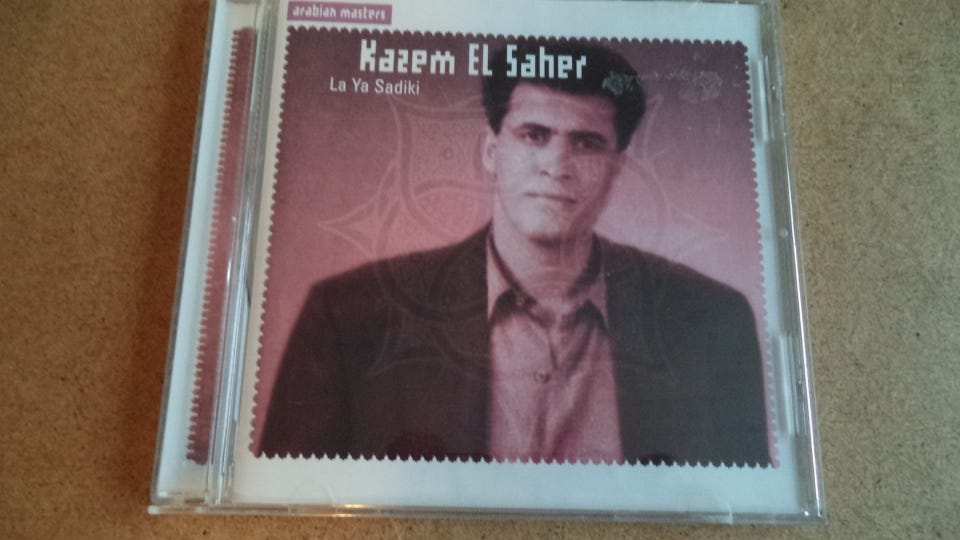 arabian masters
Kazem El Saher
La Ya Sadiki